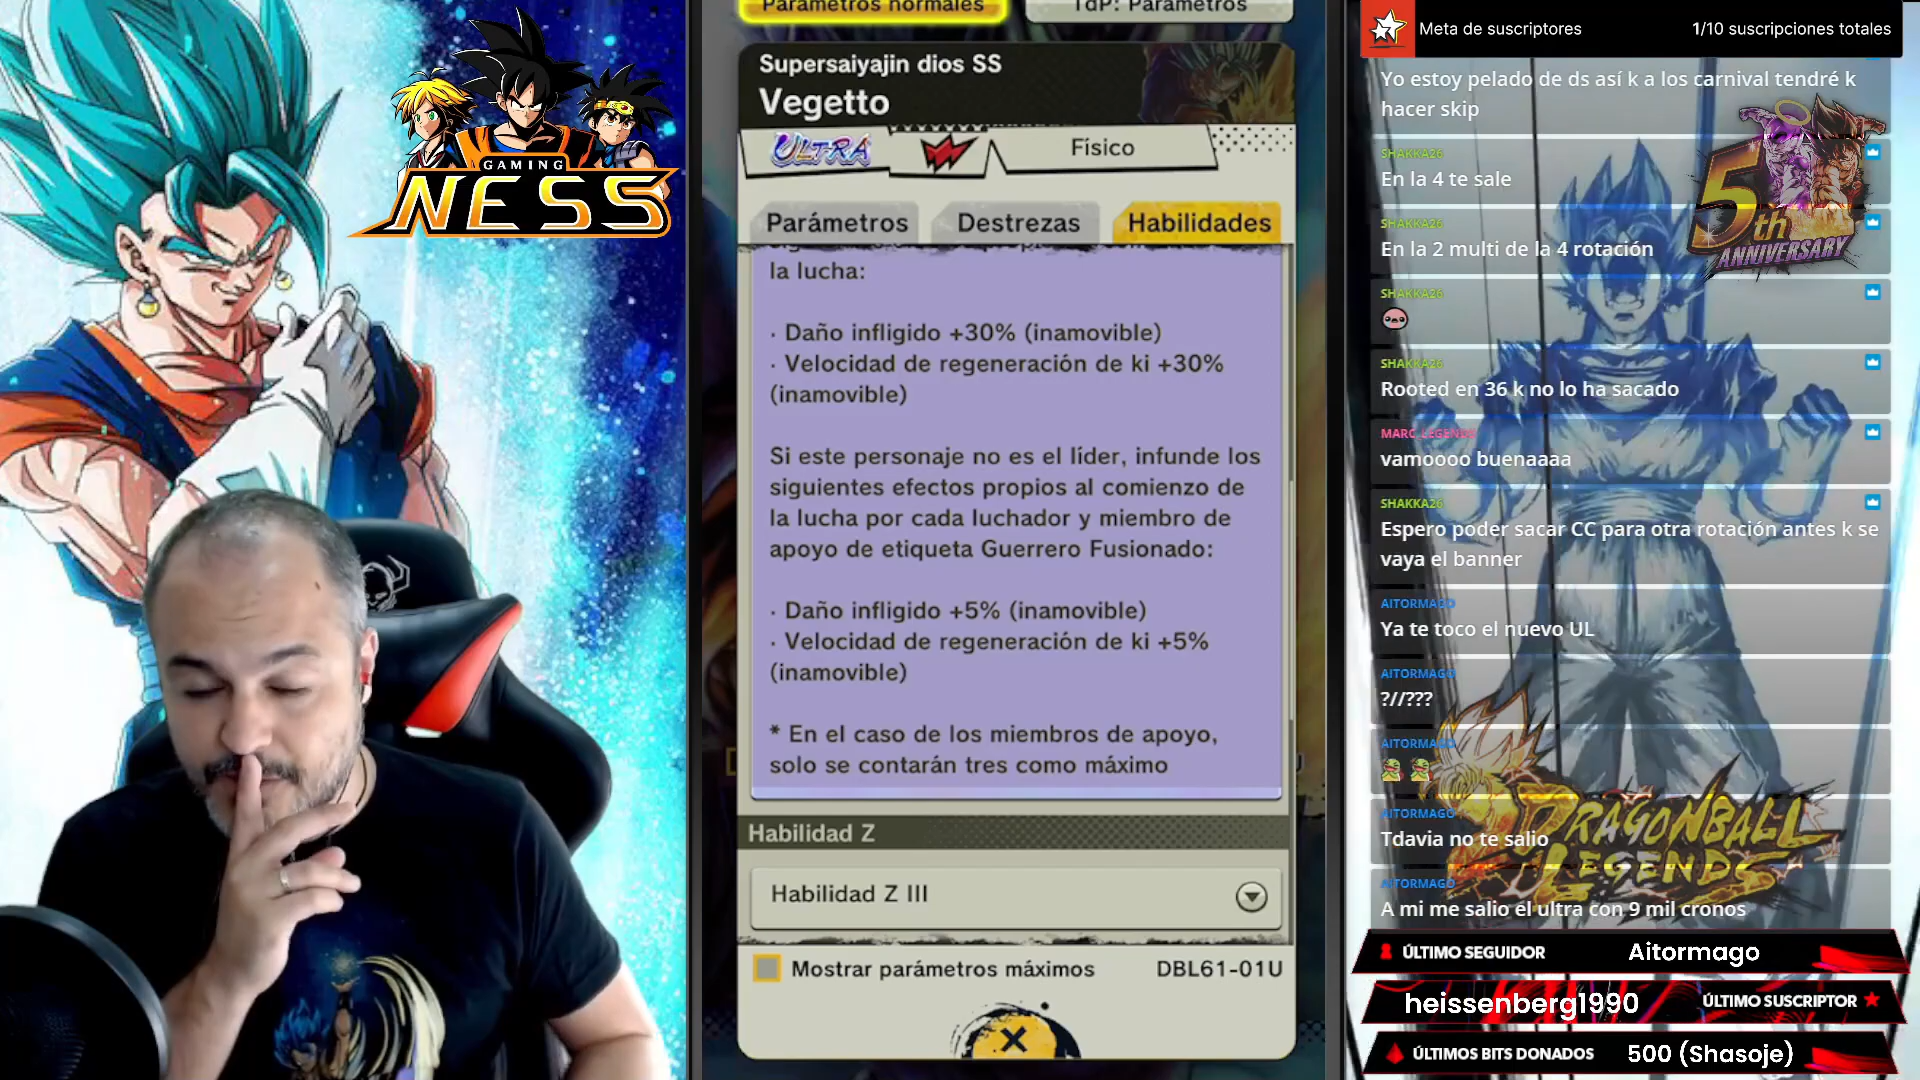 GAMING
NESS
Parámetros normales
TdP: Parámetros
Supersaiyajin dios SS
Vegetto
ULTRA
Físico
Parámetros
Destrezas
Habilidades
la lucha:
· Daño infligido +30% (inamovible)
· Velocidad de regeneración de ki +30%
(inamovible)
Si este personaje no es el líder, infunde los
siguientes efectos propios al comienzo de
la lucha por cada luchador y miembro de
apoyo de etiqueta Guerrero Fusionado:
· Daño infligido +5% (inamovible)
· Velocidad de regeneración de ki +5%
(inamovible)
* En el caso de los miembros de apoyo,
solo se contarán tres como máximo
Habilidad Z
Habilidad Z III
Mostrar parámetros máximos
DBL61-01U
Meta de suscriptores
1/10 suscripciones totales
Yo estoy pelado de ds así k a los carnival tendré k
hacer skip
SHAKKA26
En la 4 te sale
SHAKKA26
En la 2 multi de la 4 rotación
SHAKKA26
SHAKKA26
Rooted en 36 k no lo ha sacado
MARC_LEGENDS
vamoooo buenaaaa
SHAKKA26
Espero poder sacar CC para otra rotación antes k se
vaya el banner
AITORMAGO
Ya te toco el nuevo UL
AITORMAGO
?//???
AITORMAGO
AITORMAGO
Tdavia no te salio
AITORMAGO
A mi me salio el ultra con 9 mil cronos
5th
ANNIVERSARY
DRAGONBALL
LEGENDS
ÚLTIMO SEGUIDOR
Aitormago
heissenberg1990
ÚLTIMO SUSCRIPTOR
ÚLTIMOS BITS DONADOS
500 (Shasoje)